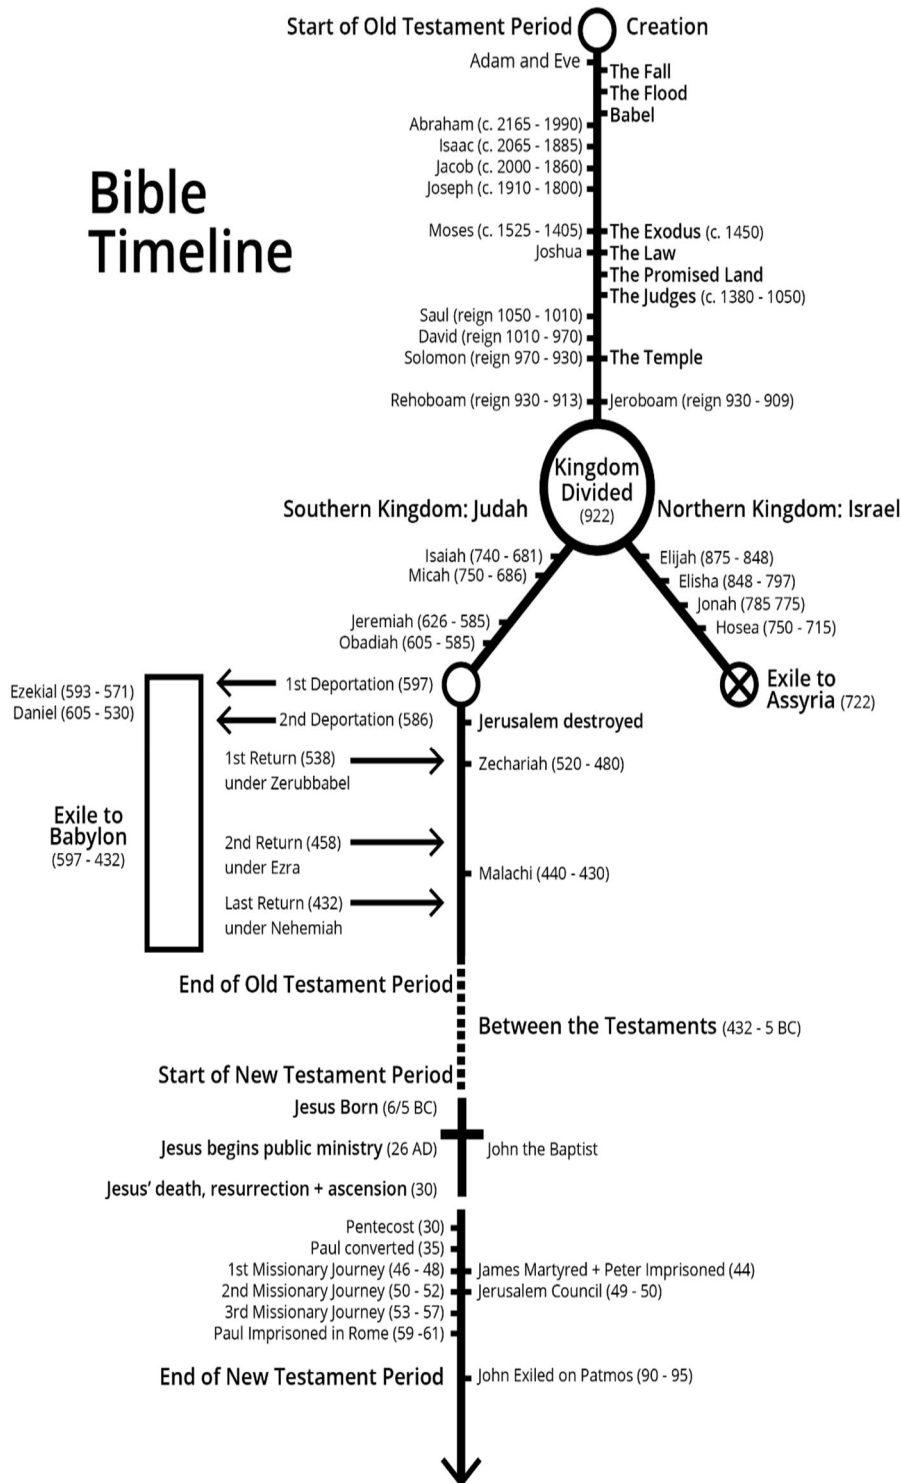 Start of Old Testament Period
Creation
Adam and Eve
The Fall
The Flood
Babel
Abraham (c. 2165 - 1990)
Isaac (c. 2065 - 1885)
Jacob (c. 2000 - 1860)
Joseph (c. 1910 - 1800)
Bible
Timeline
Moses (c. 1525 - 1405)
The Exodus (c. 1450)
Joshua
The Law
The Promised Land
The Judges (c. 1380 - 1050)
Saul (reign 1050 - 1010)
David (reign 1010 - 970)
Solomon (reign 970 - 930)
The Temple
Rehoboam (reign 930 - 913)
Jeroboam (reign 930 - 909)
Kingdom
Divided
(922)
Southern Kingdom: Judah
Northern Kingdom: Israel
Isaiah (740 - 681)
Micah (750 - 686)
Jeremiah (626 - 585)
Obadiah (605 - 585)
Elijah (875 - 848)
Elisha (848 - 797)
Jonah (785 775)
Hosea (750 - 715)
Exile to
Assyria (722)
Ezekial (593 - 571)
Daniel (605 - 530)
Exile to
Babylon
(597 - 432)
1st Deportation (597)
2nd Deportation (586)
Jerusalem destroyed
1st Return (538)
under Zerubbabel
Zechariah (520 - 480)
2nd Return (458)
under Ezra
Malachi (440 - 430)
Last Return (432)
under Nehemiah
End of Old Testament Period
Between the Testaments (432 - 5 BC)
Start of New Testament Period
Jesus Born (6/5 BC)
Jesus begins public ministry (26 AD)
John the Baptist
Jesus' death, resurrection + ascension (30)
Pentecost (30)
Paul converted (35)
1st Missionary Journey (46 - 48)
James Martyred + Peter Imprisoned (44)
2nd Missionary Journey (50 - 52)
Jerusalem Council (49 - 50)
3rd Missionary Journey (53 - 57)
Paul Imprisoned in Rome (59 -61)
End of New Testament Period
John Exiled on Patmos (90 - 95)